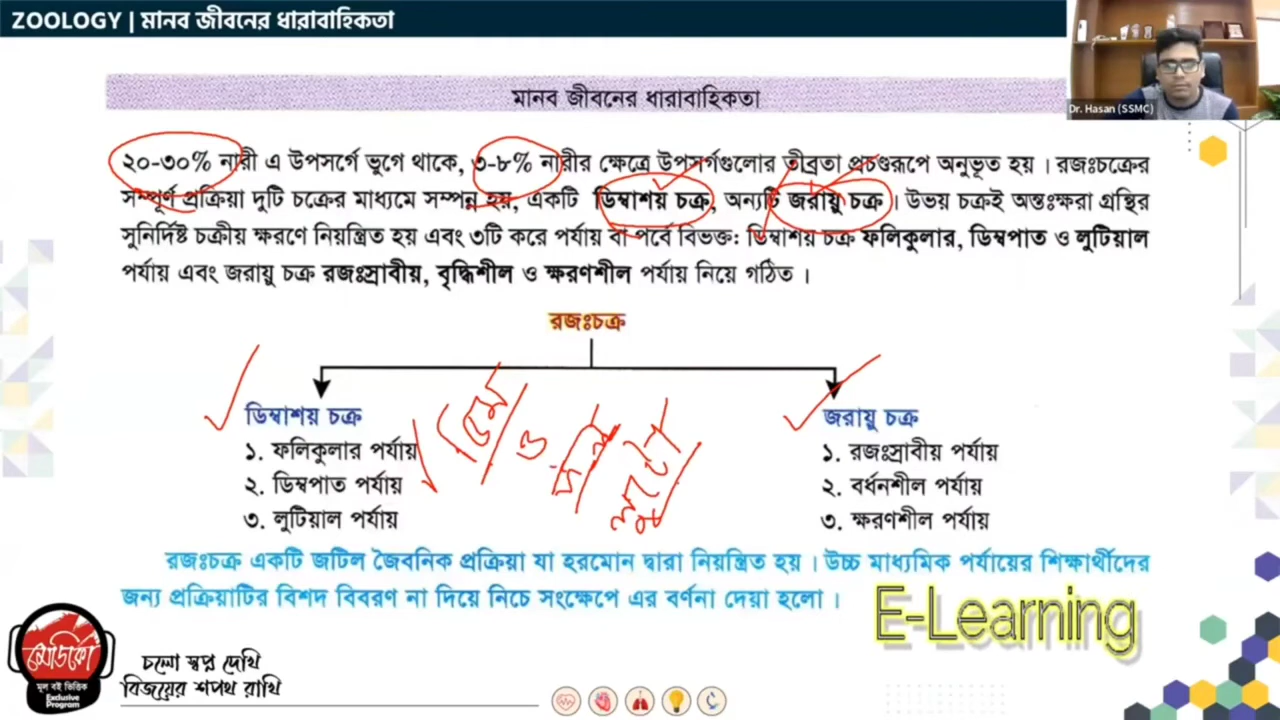 ZOOLOGY | মানব জীবনের ধারাবাহিকতা
Dr. Hasan (SSMC)
মানব জীবনের ধারাবাহিকতা
২০-৩০% নারী এ উপসর্গে ভুগে থাকে, ৩-৮% নারীর ক্ষেত্রে উপসর্গগুলোর তীব্রতা প্রচণ্ডরূপে অনুভূত হয়। রজঃচক্রের
সম্পূর্ণ প্রক্রিয়া দুটি চক্রের মাধ্যমে সম্পন্ন হয়, একটি ডিম্বাশয় চক্র, অন্যটি জরায়ু চক্র। উভয় চক্রই অন্তঃক্ষরা গ্রন্থির
সুনির্দিষ্ট চক্রীয় ক্ষরণে নিয়ন্ত্রিত হয় এবং ৩টি করে পর্যায় বা পর্বে বিভক্ত: ডিম্বাশয় চক্র ফলিকুলার, ডিম্বপাত ও লুটিয়াল
পর্যায় এবং জরায়ু চক্র রজঃস্রাবীয়, বৃদ্ধিশীল ও ক্ষরণশীল পর্যায় নিয়ে গঠিত।
রজঃচক্র
ডিম্বাশয় চক্র
১. ফলিকুলার পর্যায়
২. ডিম্বপাত পর্যায়
৩. লুটিয়াল পর্যায়
ও
জরায়ু চক্র
১. রজঃস্রাবীয় পর্যায়
২. বর্ধনশীল পর্যায়
৩. ক্ষরণশীল পর্যায়
রজঃচক্র একটি জটিল জৈবনিক প্রক্রিয়া যা হরমোন দ্বারা নিয়ন্ত্রিত হয়। উচ্চ মাধ্যমিক পর্যায়ের শিক্ষার্থীদের
জন্য প্রক্রিয়াটির বিশদ বিবরণ না দিয়ে নিচে সংক্ষেপে এর বর্ণনা দেয়া হলো।
E-Learning
মেডিকো
মূল বই ভিত্তিক
Exclusive
Program
চলো স্বপ্ন দেখি
বিজয়ের শপথ রাখি